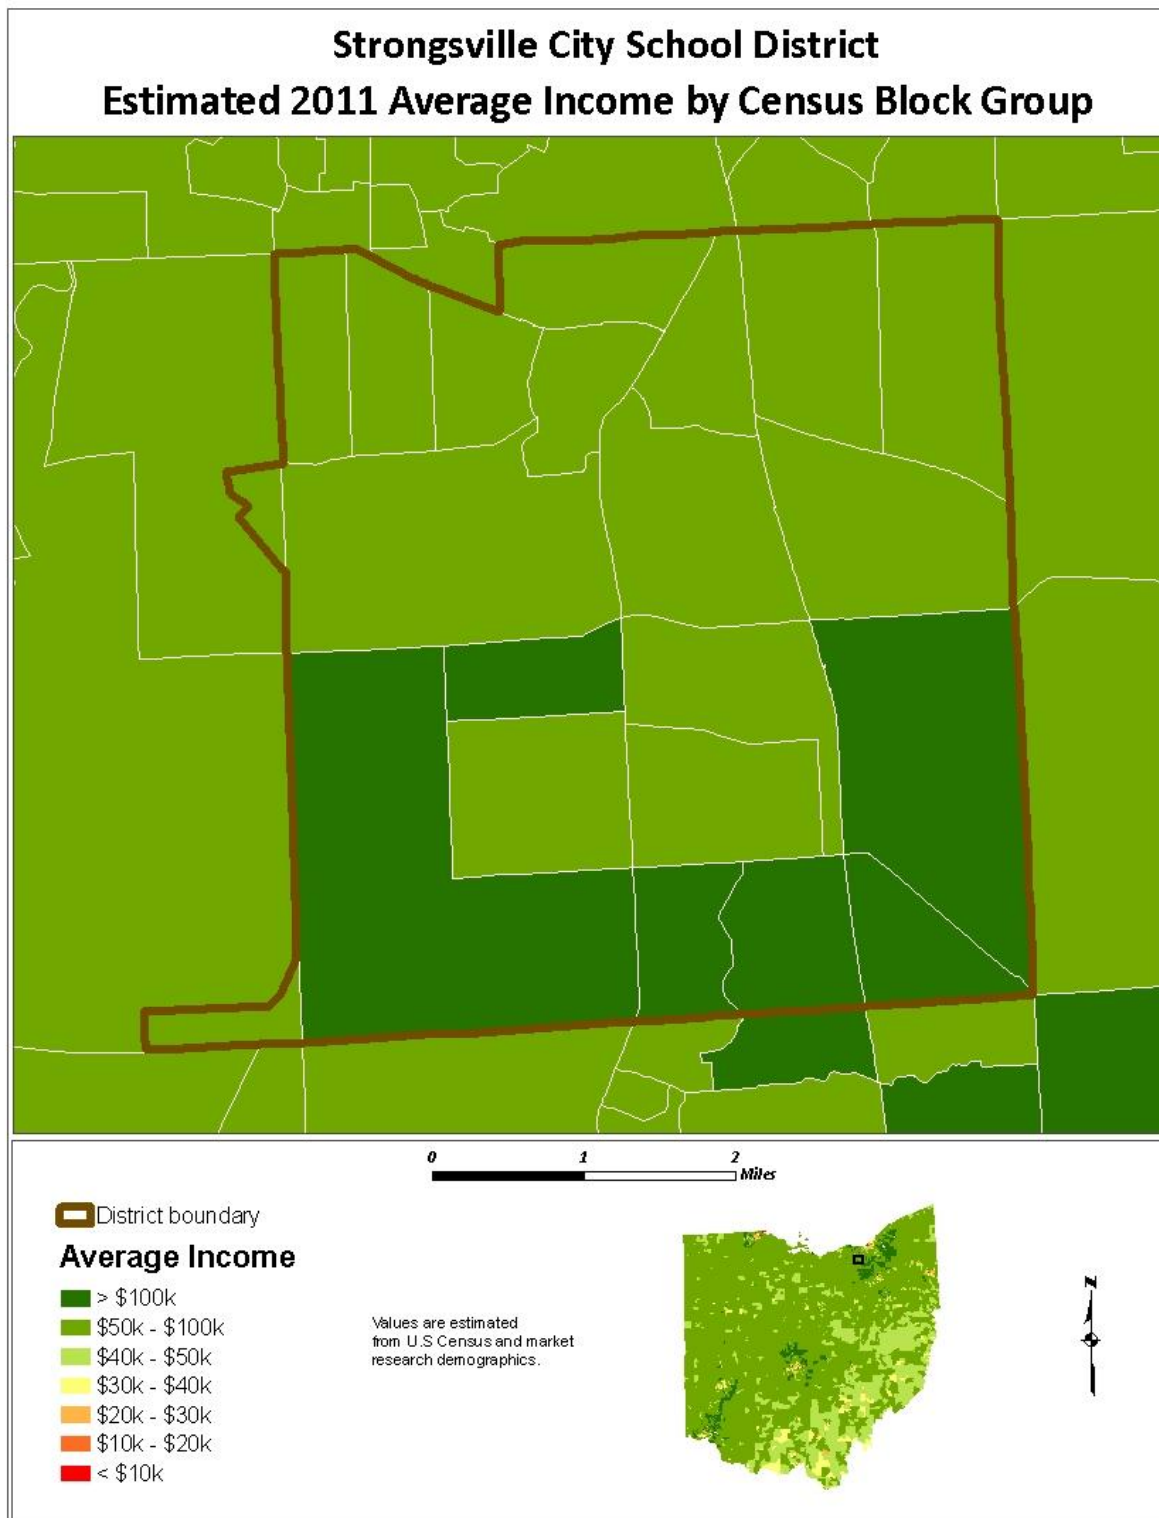 Strongsville City School District
Estimated 2011 Average Income by Census Block Group
0 1 2
Miles
District boundary
Average Income
> $100k
$50k - $100k
$40k - $50k
$30k - $40k
$20k - $30k
$10k - $20k
< $10k
Values are estimated
from U.S Census and market
research demographics.
N